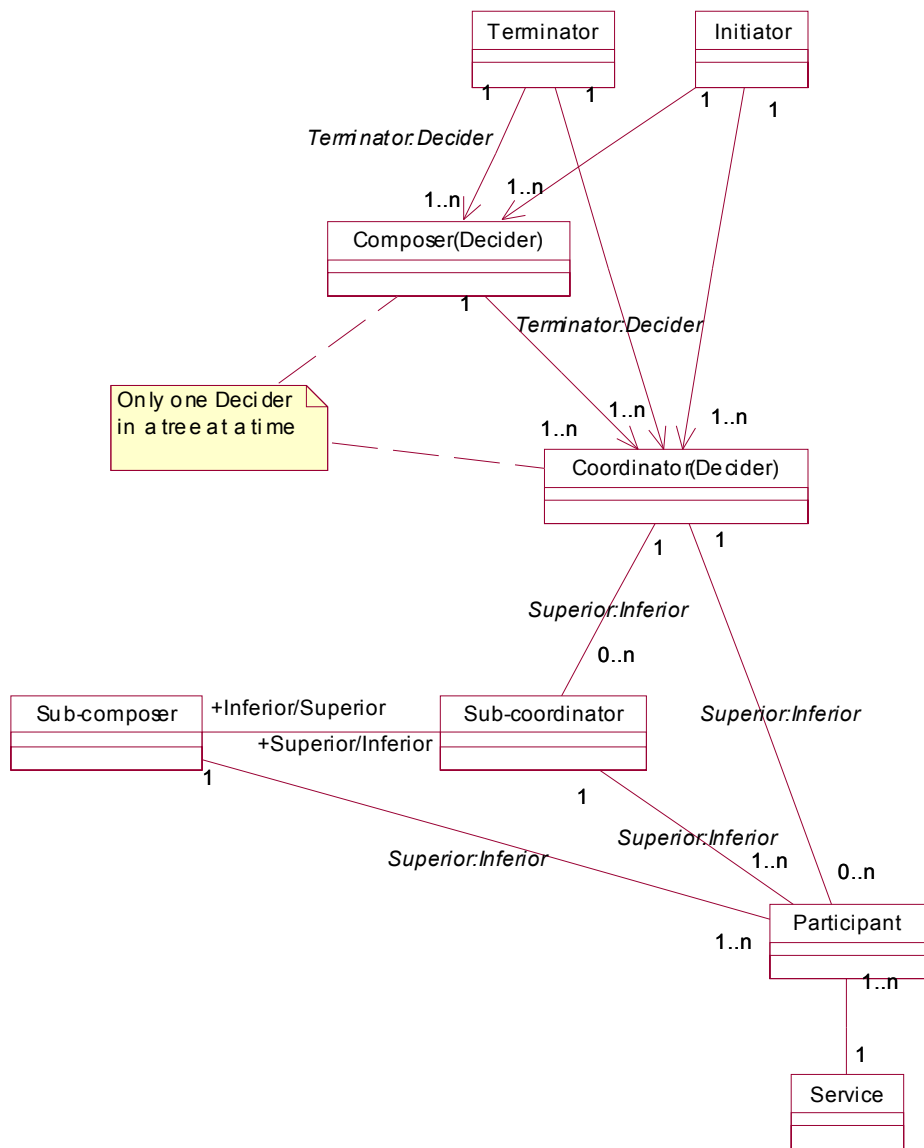 Terminator
Initiator
1
1
1
1
Terminator:Decider
1..n
1..n
Composer(Decider)
1
Terminator:Decider
Only one Decider
in a tree at a time
1..n
1..n
1..n
Coordinator(Decider)
1
1
Superior:Inferior
0..n
Sub-composer
+Inferior/Superior
Sub-coordinator
Superior:Inferior
+Superior/Inferior
1
1
Superior:Inferior
Superior:Inferior
1..n
0..n
Participant
1..n
1..n
1
Service